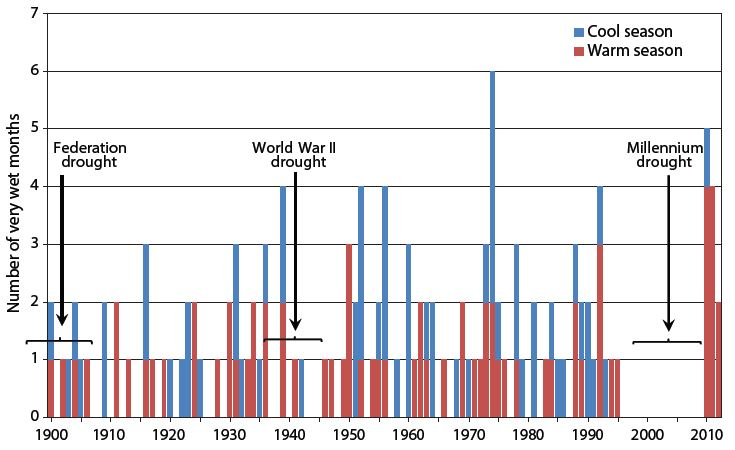 7
Cool season
Warm season
6
5
Federation
drought
World War II
drought
Millennium
drought
4
Number of very wet months
3
2
1
0
1900 1910 1920 1930 1940 1950 1960 1970 1980 1990 2000 2010